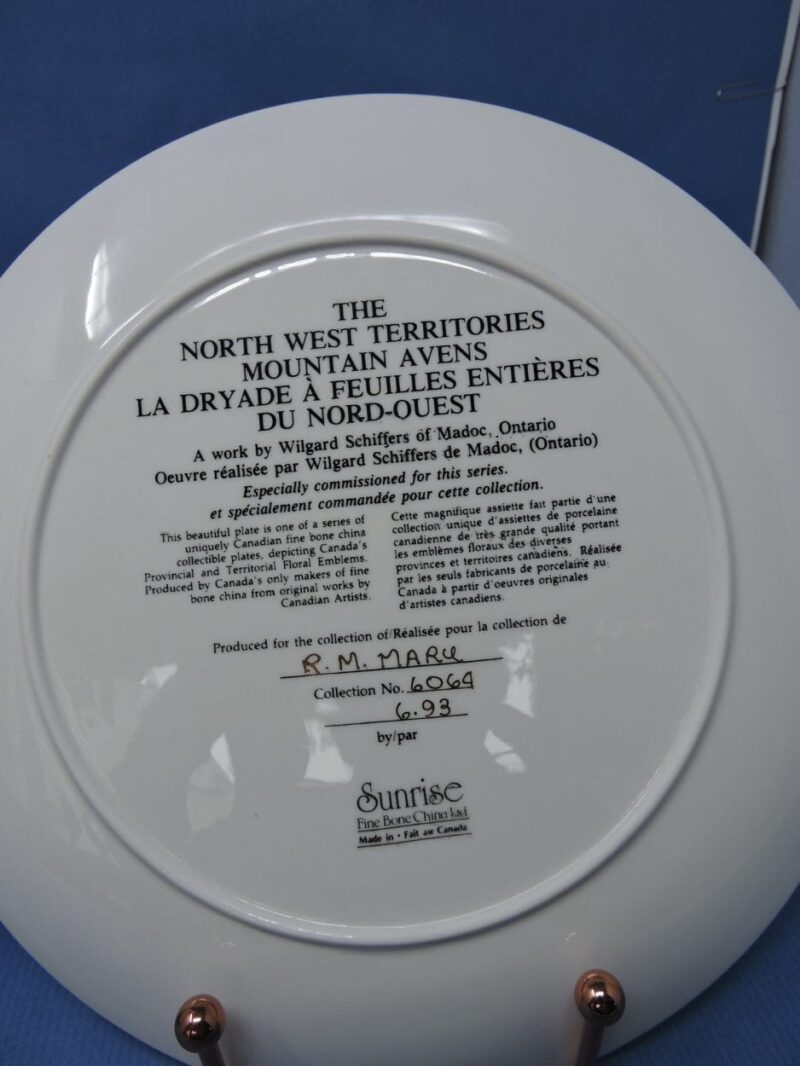 THE
NORTH WEST TERRITORIES
MOUNTAIN AVENS
LA DRYADE À FEUILLES ENTIÈRES
DU NORD-OUEST
A work by Wilgard Schiffers of Madoc, Ontario
Oeuvre réalisée par Wilgard Schiffers de Madoc, (Ontario)
Especially commissioned for this series.
et spécialement commandée pour cette collection.
This beautiful plate is one of a series of
uniquely Canadian fine bone china
collectible plates, depicting Canada's
Provincial and Territorial Floral Emblems.
Produced by Canada's only makers of fine
bone china from original works by
Canadian Artists.
Cette magnifique assiette fait partie d'une
collection unique d'assiettes de porcelaine
canadienne de très grande qualité portant
les emblèmes floraux des diverses
provinces et territoires canadiens. Réalisée
par les seuls fabricants de porcelaine au
Canada à partir d'oeuvres originales
d'artistes canadiens.
Produced for the collection of/Réalisée pour la collection de
R. M. MARU
Collection No. 6064
6.93
by/par
Sunrise
Fine Bone China Ltd.
Made in • Fait au Canada